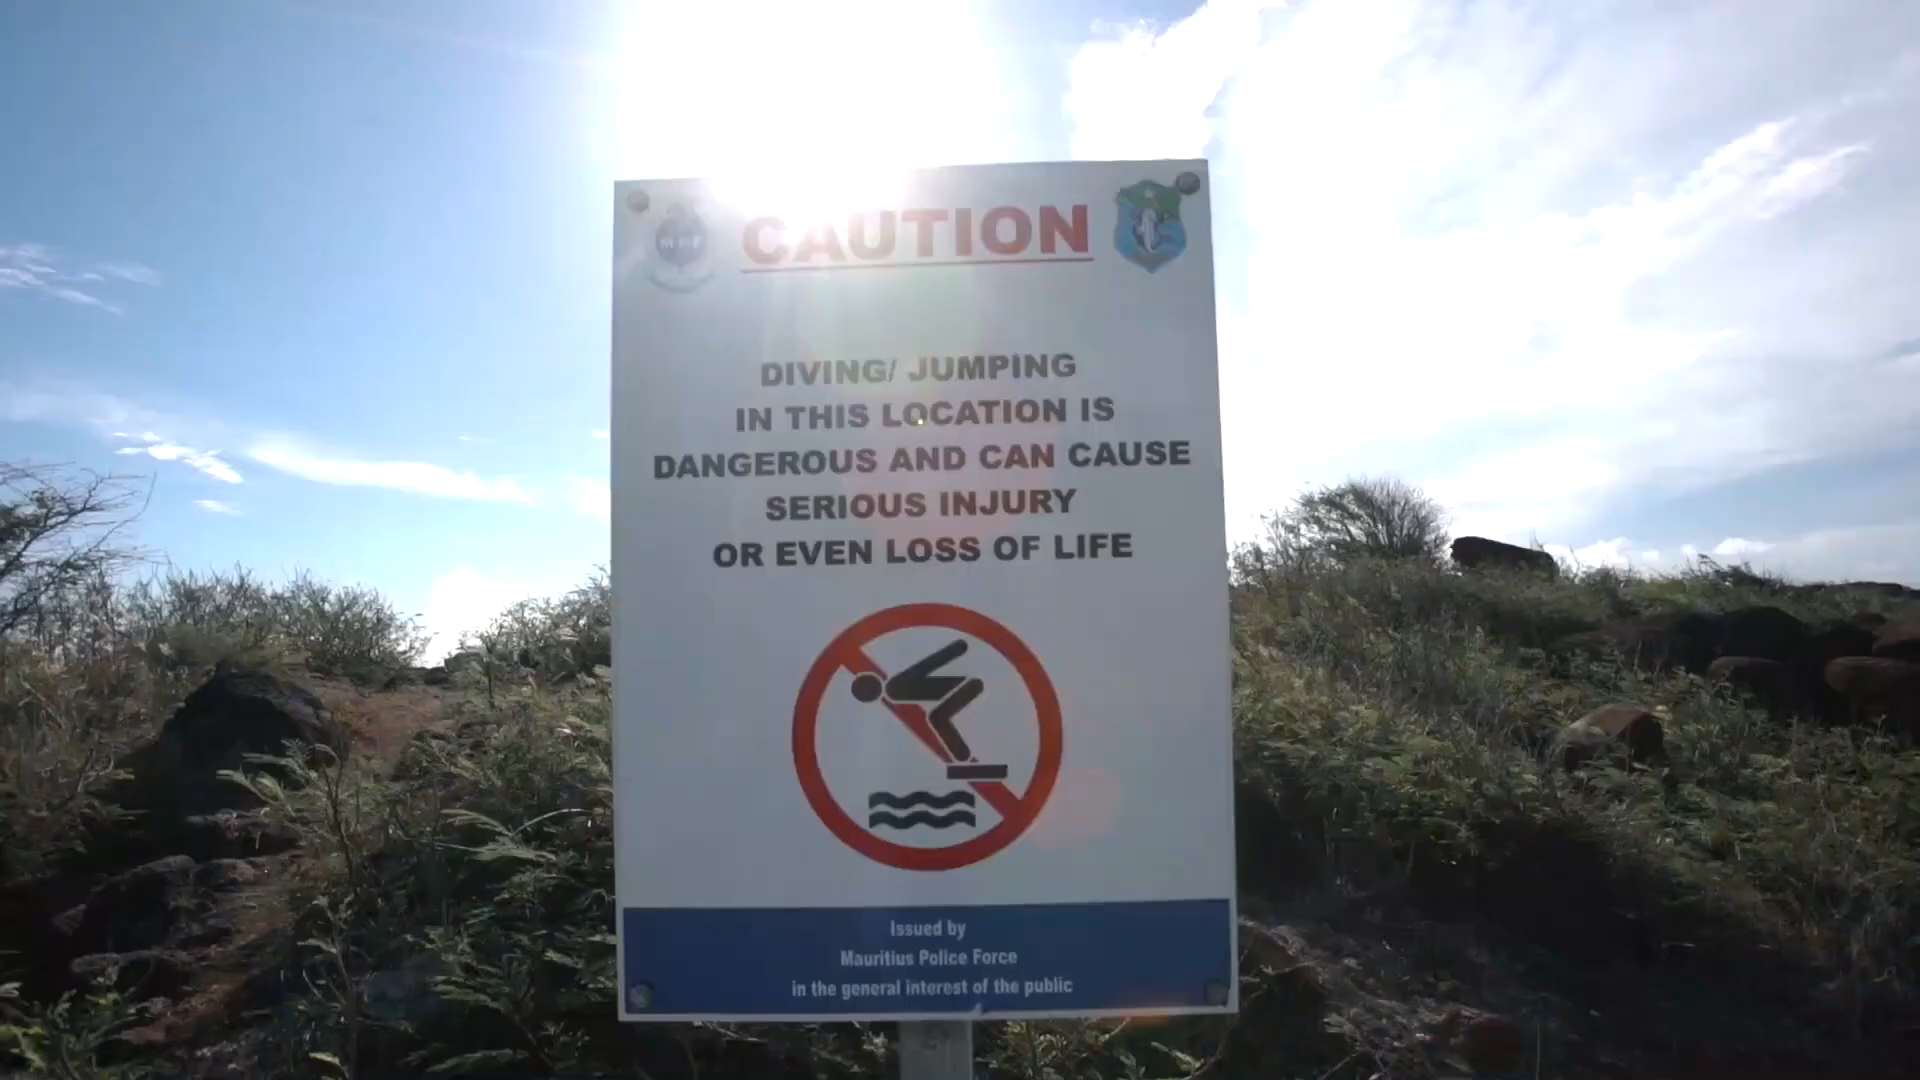 CAUTION
DIVING/ JUMPING
IN THIS LOCATION IS
DANGEROUS AND CAN CAUSE
SERIOUS INJURY
OR EVEN LOSS OF LIFE
Issued by
Mauritius Police Force
in the general interest of the public